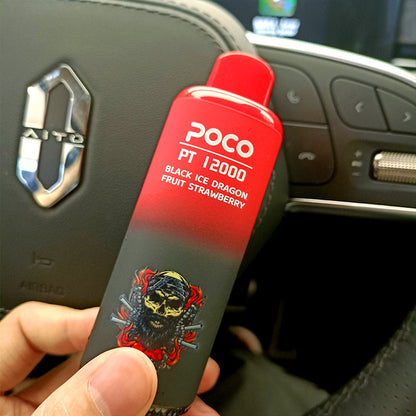 AITO
POCO
PT 12000
BLACK ICE DRAGON
FRUIT STRAWBERRY
AIRBAG